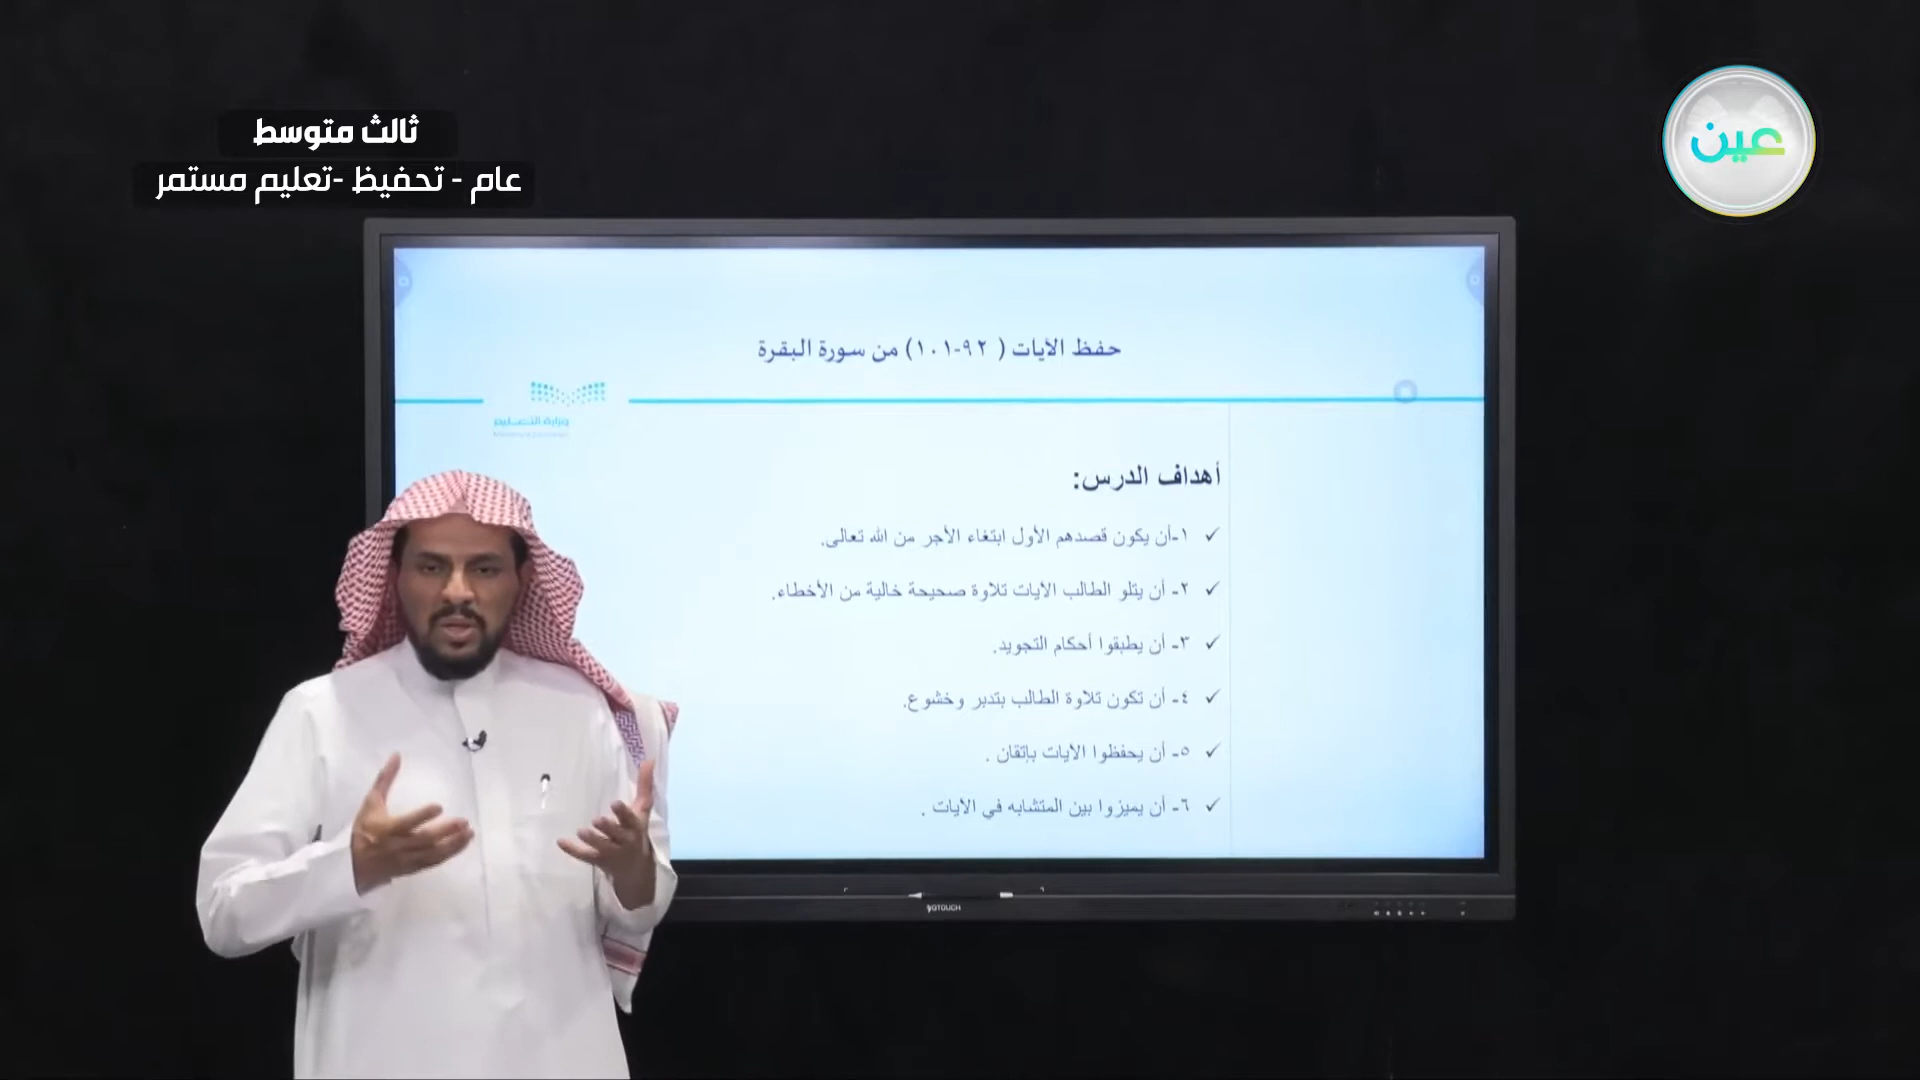 ثالث متوسط
عام - تحفيظ -تعليم مستمر
عين
حفظ الآيات ( ٩٢-١٠١) من سورة البقرة
وزارة التعليم
أهداف الدرس:
✓ ١-أن يكون قصدهم الأول ابتغاء الأجر من الله تعالى.
✓ ٢- أن يتلو الطالب الآيات تلاوة صحيحة خالية من الأخطاء.
✓ ٣- أن يطبقوا أحكام التجويد.
✓ ٤- أن تكون تلاوة الطالب بتدبر وخشوع.
✓ ٥- أن يحفظوا الآيات بإتقان .
✓ ٦- أن يميزوا بين المتشابه في الآيات .